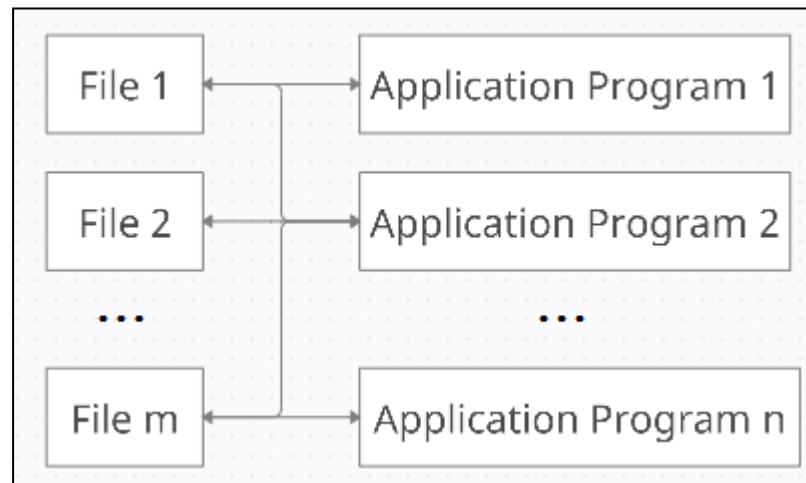 File 1
Application Program 1
File 2
Application Program 2
...
...
File m
Application Program n